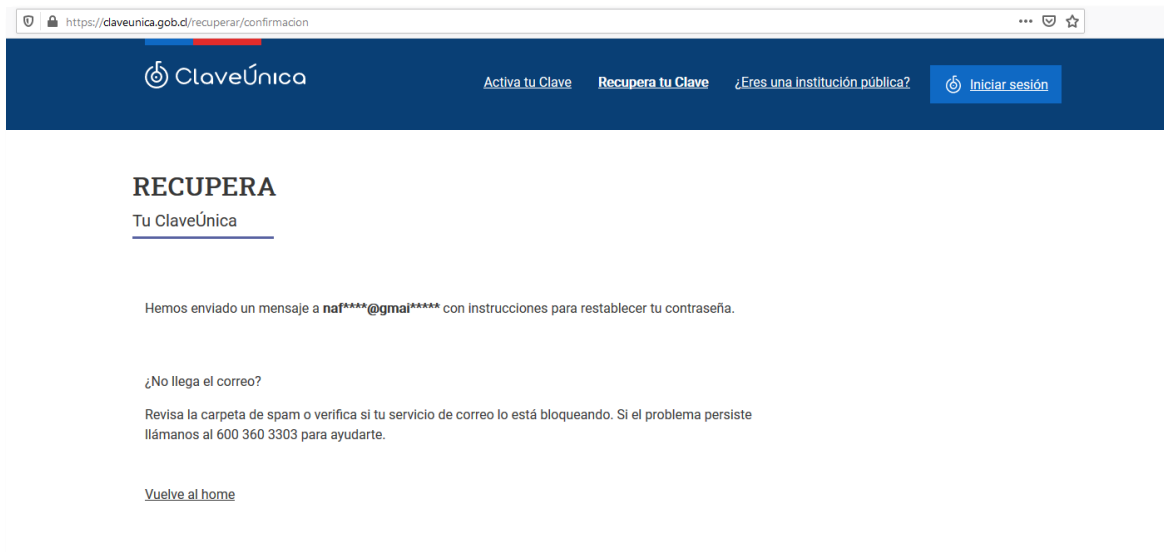 https://claveunica.gob.cl/recuperar/confirmacion
ClaveÚnica
Activa tu Clave
Recupera tu Clave
¿Eres una institución pública?
Iniciar sesión
RECUPERA
Tu ClaveÚnica
Hemos enviado un mensaje a naf****@gmai***** con instrucciones para restablecer tu contraseña.
¿No llega el correo?
Revisa la carpeta de spam o verifica si tu servicio de correo lo está bloqueando. Si el problema persiste
llámanos al 600 360 3303 para ayudarte.
Vuelve al home